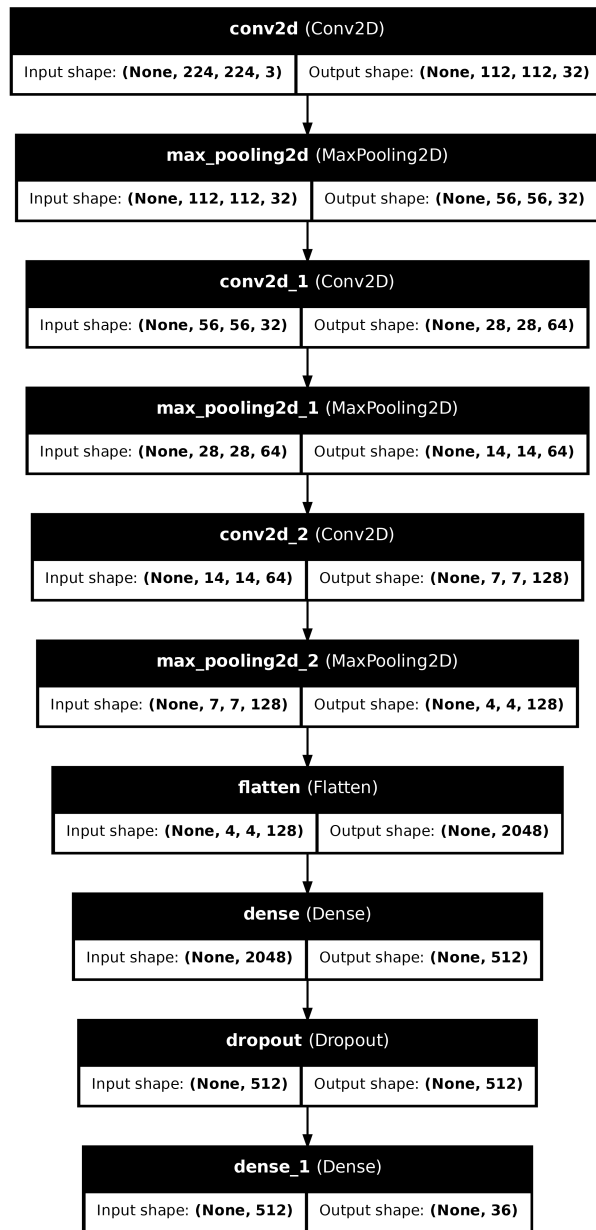 conv2d (Conv2D)
Input shape: (None, 224, 224, 3) Output shape: (None, 112, 112, 32)
max_pooling2d (MaxPooling2D)
Input shape: (None, 112, 112, 32) Output shape: (None, 56, 56, 32)
conv2d_1 (Conv2D)
Input shape: (None, 56, 56, 32) Output shape: (None, 28, 28, 64)
max_pooling2d_1 (MaxPooling2D)
Input shape: (None, 28, 28, 64) Output shape: (None, 14, 14, 64)
conv2d_2 (Conv2D)
Input shape: (None, 14, 14, 64) Output shape: (None, 7, 7, 128)
max_pooling2d_2 (MaxPooling2D)
Input shape: (None, 7, 7, 128) Output shape: (None, 4, 4, 128)
flatten (Flatten)
Input shape: (None, 4, 4, 128) Output shape: (None, 2048)
dense (Dense)
Input shape: (None, 2048) Output shape: (None, 512)
dropout (Dropout)
Input shape: (None, 512) Output shape: (None, 512)
dense_1 (Dense)
Input shape: (None, 512) Output shape: (None, 36)